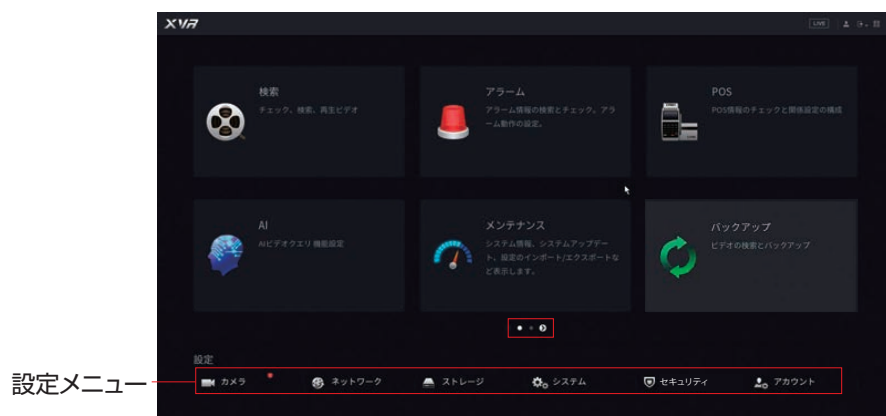 XVR
LIVE
検索
チェック、検索、再生ビデオ
アラーム
アラーム情報の検索とチェック。アラ
ーム動作の設定。
POS
POS情報のチェックと関係設定の構成
AI
AIビデオクエリ 機能設定
メンテナンス
システム情報、システムアップデー
ト、設定のインポート/エクスポートな
ど表示します。
バックアップ
ビデオの検索とバックアップ
設定
設定メニュー
カメラ
ネットワーク
ストレージ
システム
セキュリティ
アカウント